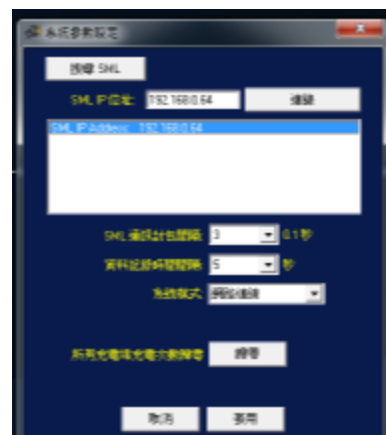 系統參數設定
搜尋 SML
SML IP位址: 192.168.0.64 連線
SML IP Address: 192.168.0.64
SML 通訊封包間隔: 3 0.1秒
資料記錄時間間隔: 5 秒
系統模式: 網路連線
所有充電座充電次數歸零 歸零
取消 套用